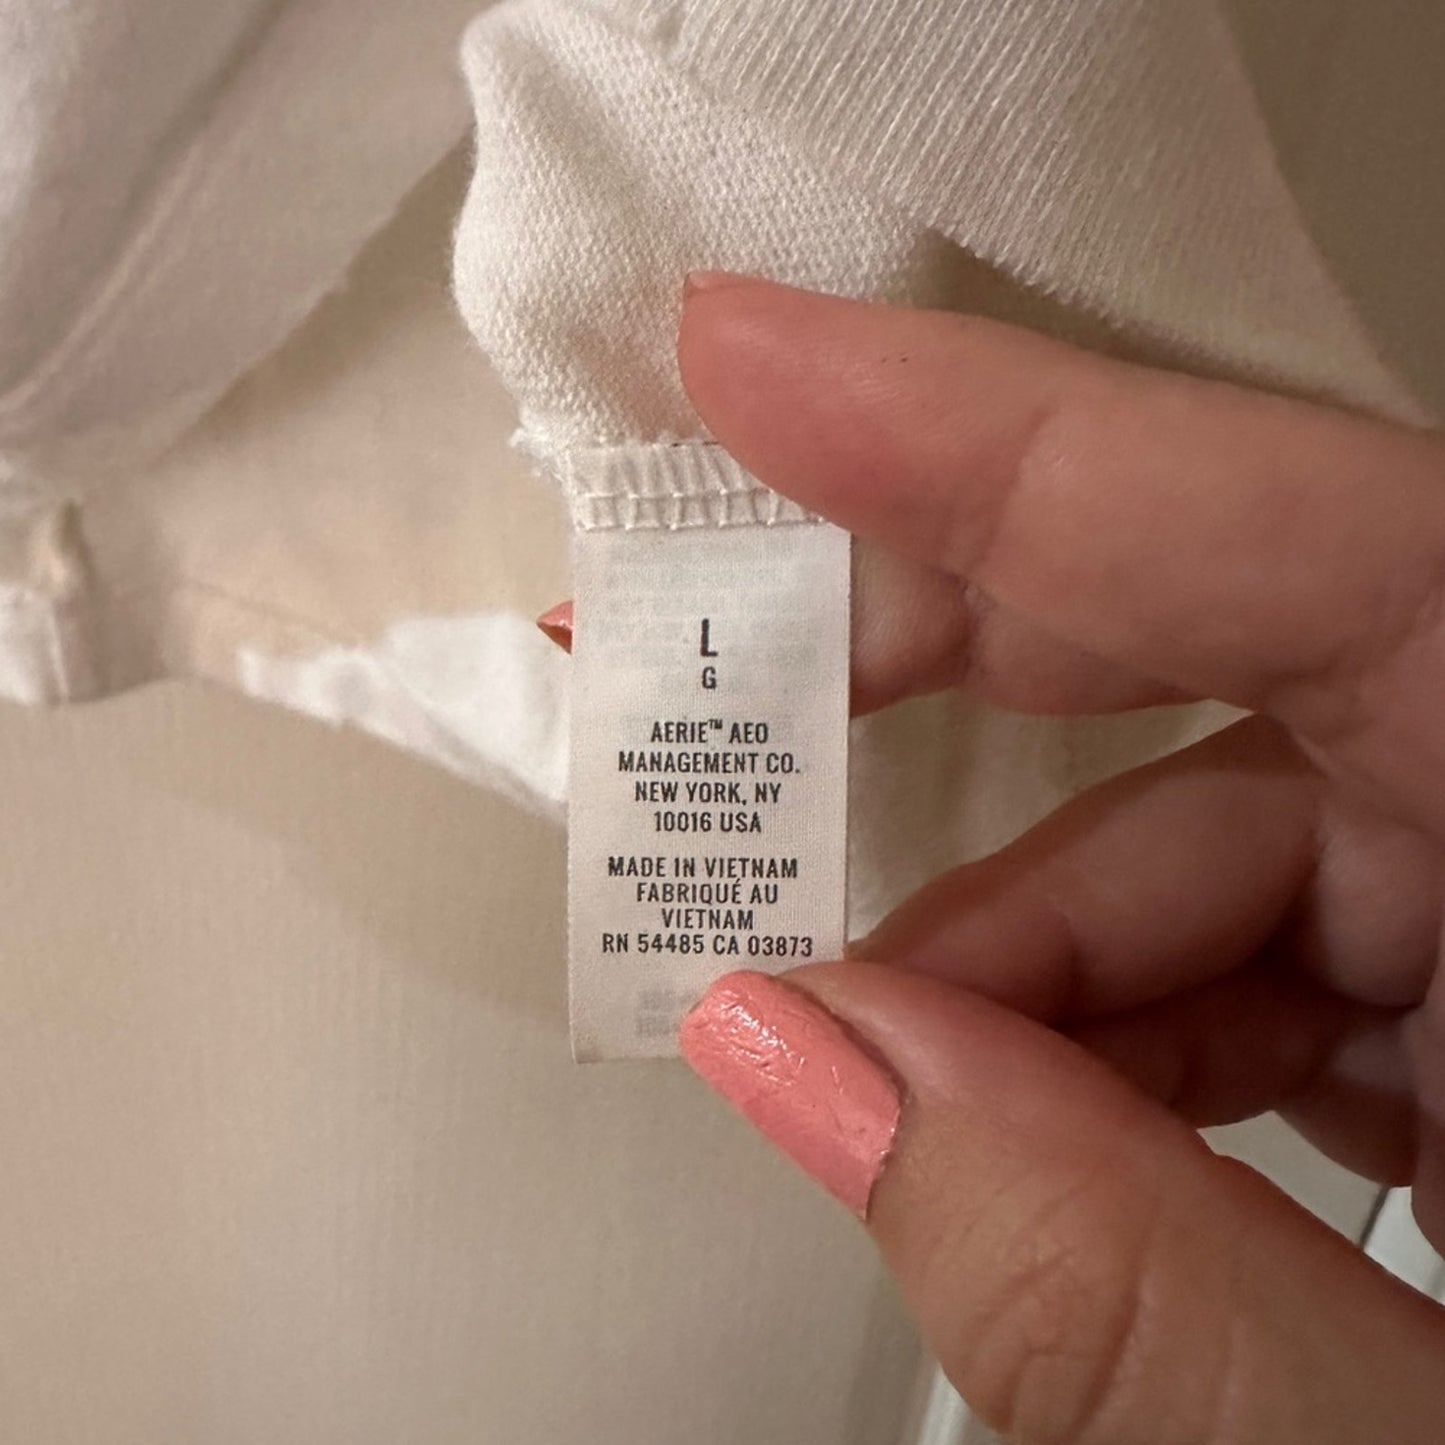 L
G
AERIE™ AEO
MANAGEMENT CO.
NEW YORK, NY
10016 USA
MADE IN VIETNAM
FABRIQUÉ AU
VIETNAM
RN 54485 CA 03873